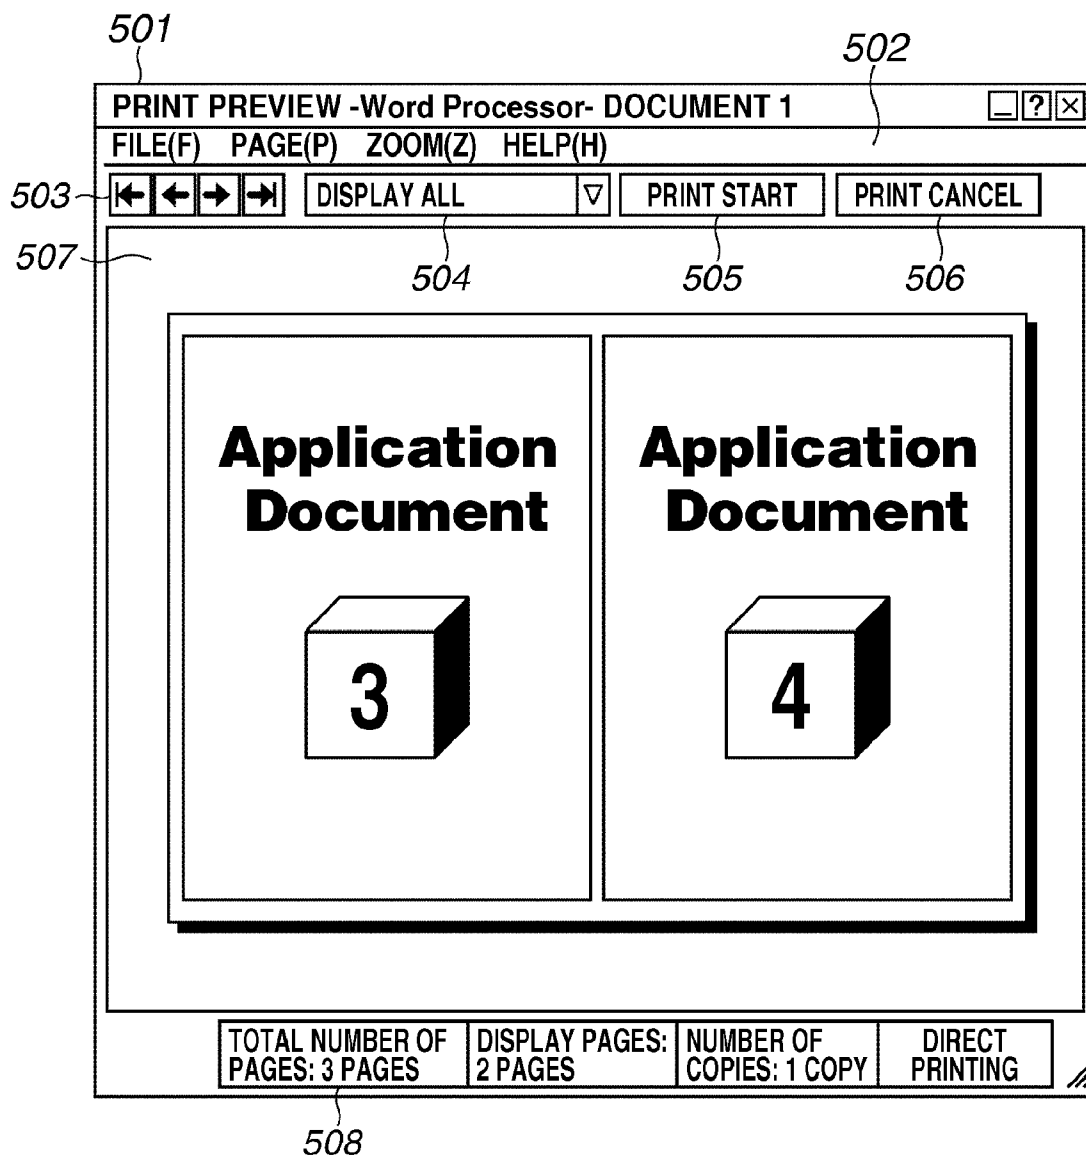 501
502
PRINT PREVIEW -Word Processor- DOCUMENT 1
FILE(F) PAGE(P) ZOOM(Z) HELP(H)
503
DISPLAY ALL
PRINT START
PRINT CANCEL
507
504
505
506
Application
Document
3
Application
Document
4
TOTAL NUMBER OF
PAGES: 3 PAGES
DISPLAY PAGES:
2 PAGES
NUMBER OF
COPIES: 1 COPY
DIRECT
PRINTING
508